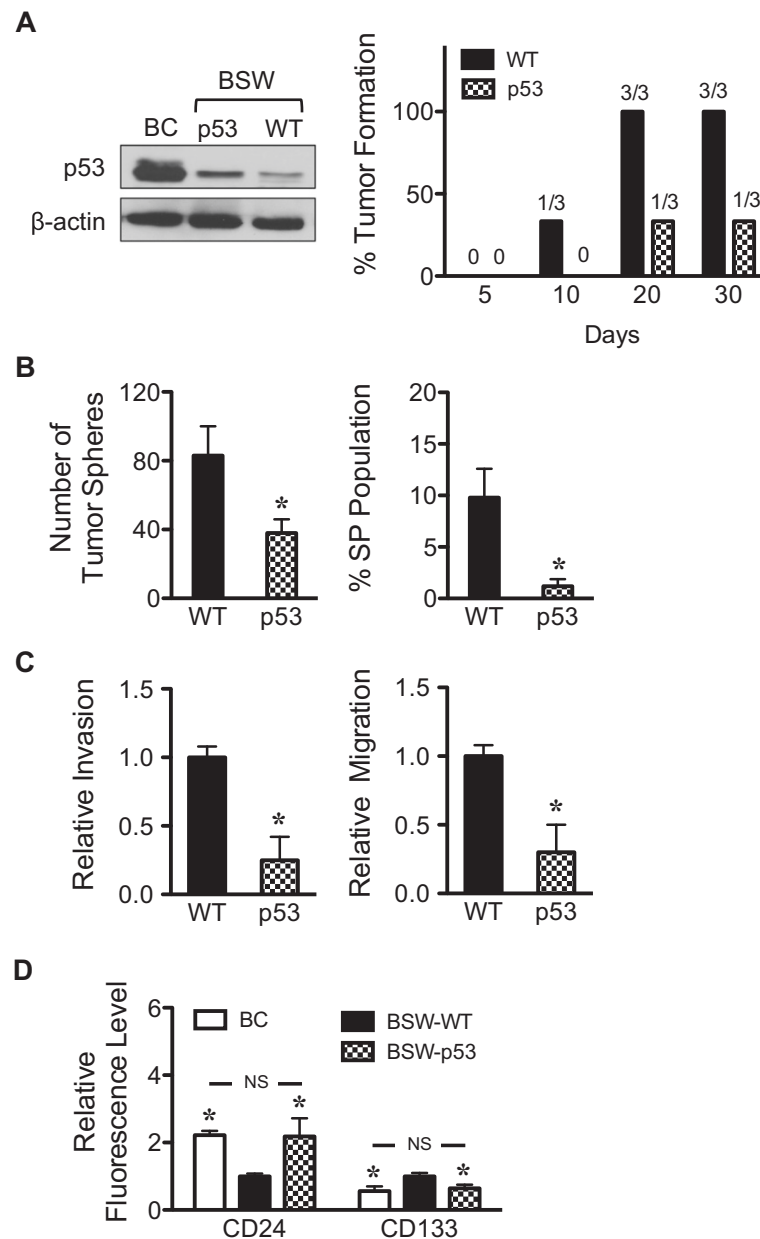 A
BSW
BC p53 WT
p53
β-actin
% Tumor Formation
WT
p53
100
50
0
0 0
1/3 0
3/3 1/3
3/3 1/3
5 10 20 30
Days
B
Number of
Tumor Spheres
120
80
40
0
*
WT p53
% SP Population
20
15
10
5
0
*
WT p53
C
Relative Invasion
1.5
1.0
0.5
0.0
*
WT p53
Relative Migration
1.5
1.0
0.5
0.0
*
WT p53
D
Relative
Fluorescence Level
6
4
2
0
BC
BSW-WT
BSW-p53
NS
* *
NS
* *
CD24 CD133